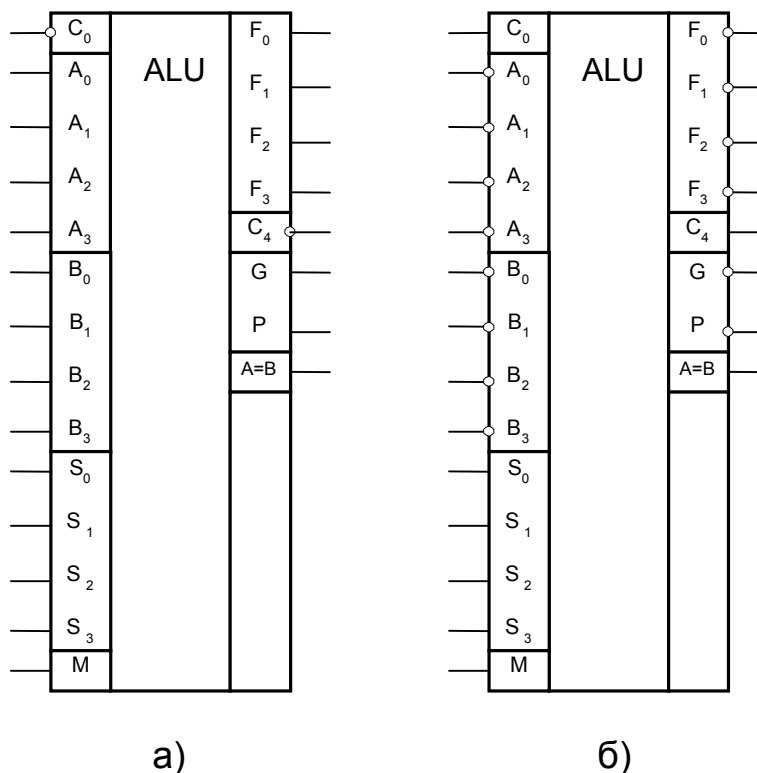 C0 ALU F0
A0 F1
A1 F2
A2 F3
A3 C4
B0 G
B1 P
B2 A=B
B3
S0
S1
S2
S3
M
а)
C0 ALU F0
A0 F1
A1 F2
A2 F3
A3 C4
B0 G
B1 P
B2 A=B
B3
S0
S1
S2
S3
M
б)